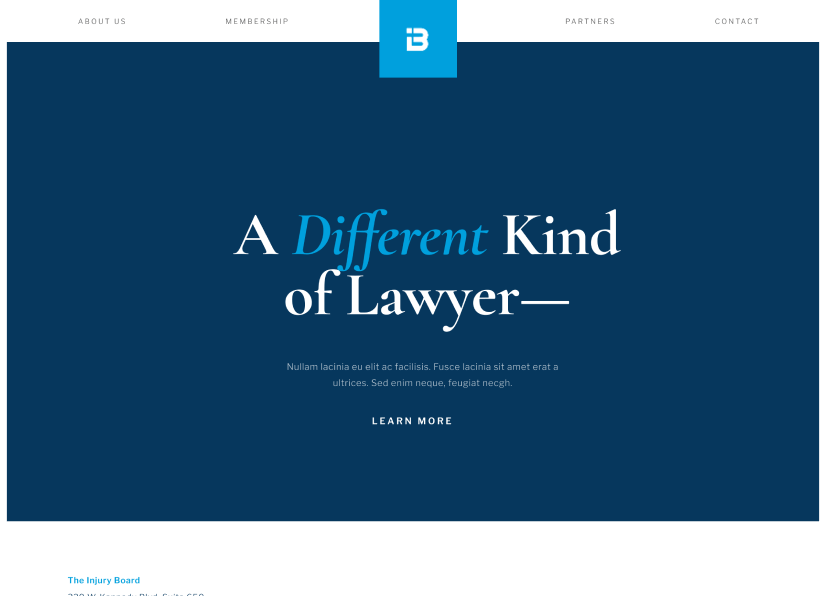 ABOUT US
MEMBERSHIP
IB
PARTNERS
CONTACT
A Different Kind
of Lawyer—
Nullam lacinia eu elit ac facilisis. Fusce lacinia sit amet erat a
ultrices. Sed enim neque, feugiat necgh.
LEARN MORE
The Injury Board